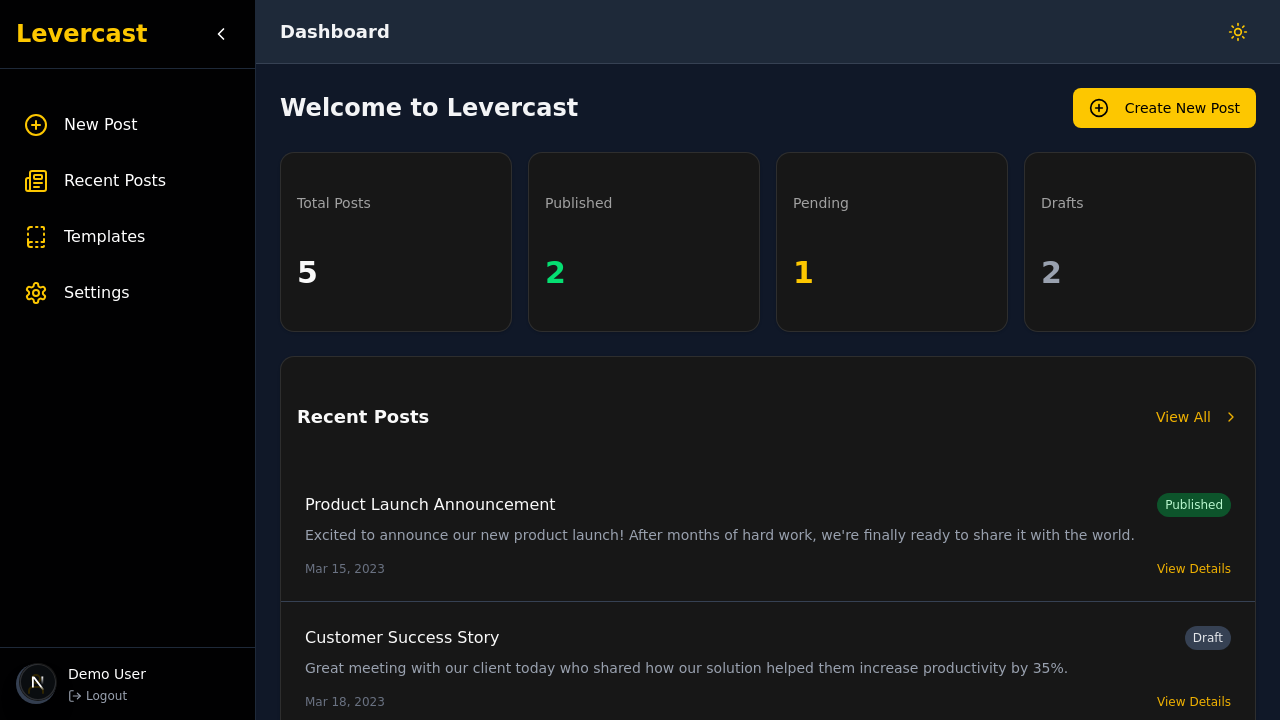 Levercast
New Post
Recent Posts
Templates
Settings
Demo User
Logout
Dashboard
Welcome to Levercast
Create New Post
Total Posts
5
Published
2
Pending
1
Drafts
2
Recent Posts
View All
Product Launch Announcement
Published
Excited to announce our new product launch! After months of hard work, we're finally ready to share it with the world.
Mar 15, 2023
View Details
Customer Success Story
Draft
Great meeting with our client today who shared how our solution helped them increase productivity by 35%.
Mar 18, 2023
View Details